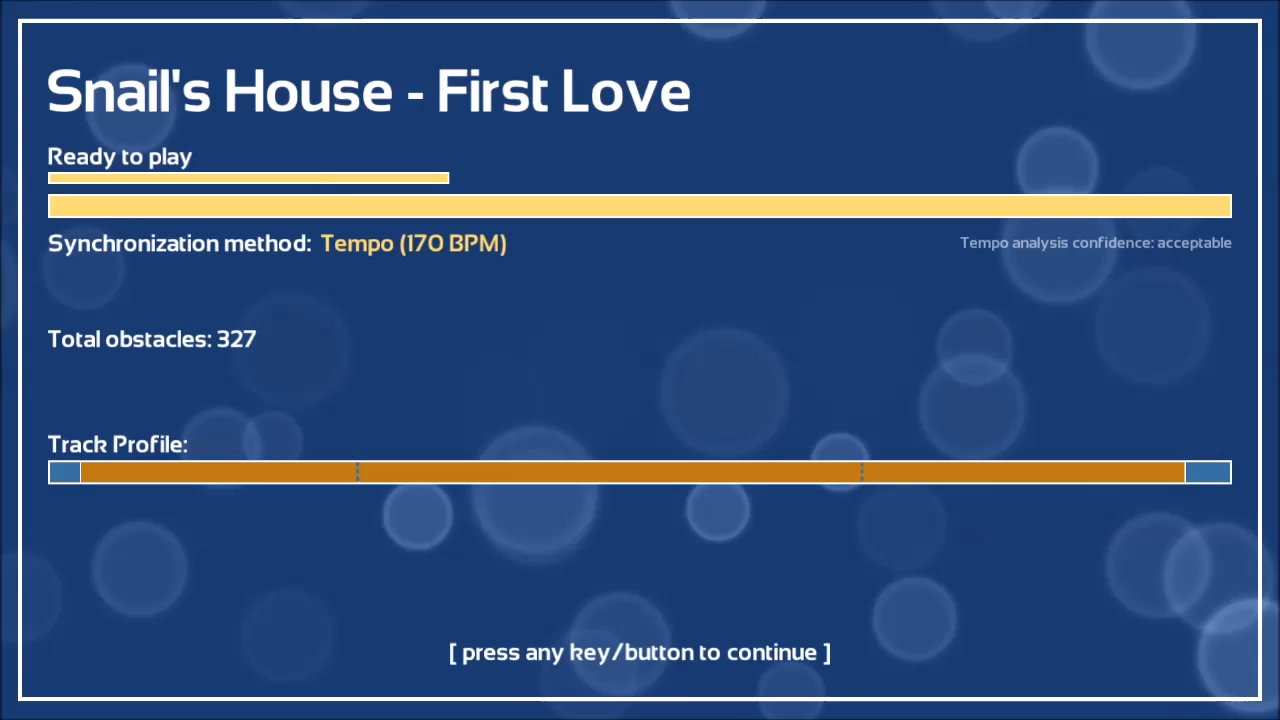 Snail's House - First Love
Ready to play
Synchronization method: Tempo (170 BPM)
Tempo analysis confidence: acceptable
Total obstacles: 327
Track Profile:
[ press any key/button to continue ]